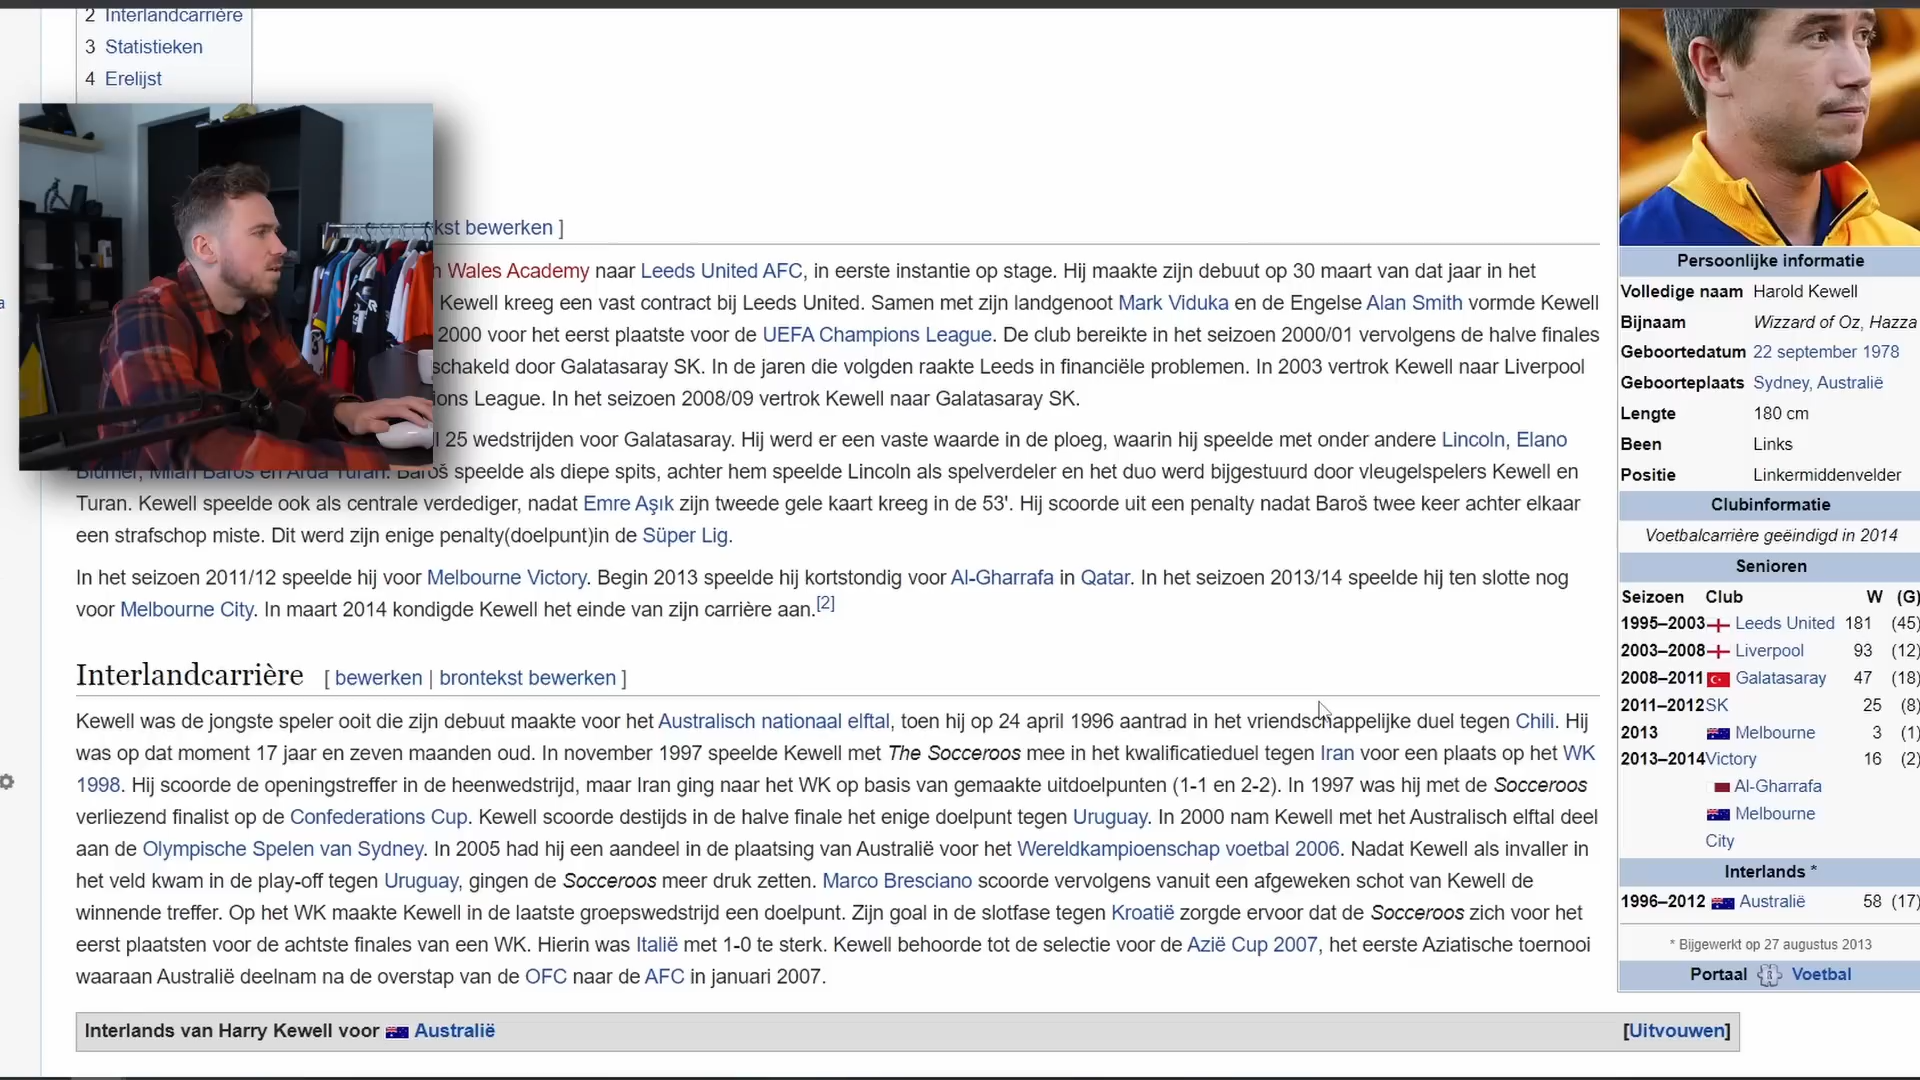 2 Interlandcarrière
3 Statistieken
4 Erelijst
kst bewerken ]
Wales Academy naar Leeds United AFC, in eerste instantie op stage. Hij maakte zijn debuut op 30 maart van dat jaar in het
Kewell kreeg een vast contract bij Leeds United. Samen met zijn landgenoot Mark Viduka en de Engelse Alan Smith vormde Kewell
2000 voor het eerst plaatste voor de UEFA Champions League. De club bereikte in het seizoen 2000/01 vervolgens de halve finales
schakeld door Galatasaray SK. In de jaren die volgden raakte Leeds in financiële problemen. In 2003 vertrok Kewell naar Liverpool
ions League. In het seizoen 2008/09 vertrok Kewell naar Galatasaray SK.
l 25 wedstrijden voor Galatasaray. Hij werd er een vaste waarde in de ploeg, waarin hij speelde met onder andere Lincoln, Elano
Blumer, Milan Baroš en Arda Turan. Baroš speelde als diepe spits, achter hem speelde Lincoln als spelverdeler en het duo werd bijgestuurd door vleugelspelers Kewell en
Turan. Kewell speelde ook als centrale verdediger, nadat Emre Aşık zijn tweede gele kaart kreeg in de 53'. Hij scoorde uit een penalty nadat Baroš twee keer achter elkaar
een strafschop miste. Dit werd zijn enige penalty(doelpunt)in de Süper Lig.
In het seizoen 2011/12 speelde hij voor Melbourne Victory. Begin 2013 speelde hij kortstondig voor Al-Gharrafa in Qatar. In het seizoen 2013/14 speelde hij ten slotte nog
voor Melbourne City. In maart 2014 kondigde Kewell het einde van zijn carrière aan.[2]
Interlandcarrière [ bewerken | brontekst bewerken ]
Kewell was de jongste speler ooit die zijn debuut maakte voor het Australisch nationaal elftal, toen hij op 24 april 1996 aantrad in het vriendschappelijke duel tegen Chili. Hij
was op dat moment 17 jaar en zeven maanden oud. In november 1997 speelde Kewell met The Socceroos mee in het kwalificatieduel tegen Iran voor een plaats op het WK
1998. Hij scoorde de openingstreffer in de heenwedstrijd, maar Iran ging naar het WK op basis van gemaakte uitdoelpunten (1-1 en 2-2). In 1997 was hij met de Socceroos
verliezend finalist op de Confederations Cup. Kewell scoorde destijds in de halve finale het enige doelpunt tegen Uruguay. In 2000 nam Kewell met het Australisch elftal deel
aan de Olympische Spelen van Sydney. In 2005 had hij een aandeel in de plaatsing van Australië voor het Wereldkampioenschap voetbal 2006. Nadat Kewell als invaller in
het veld kwam in de play-off tegen Uruguay, gingen de Socceroos meer druk zetten. Marco Bresciano scoorde vervolgens vanuit een afgeweken schot van Kewell de
winnende treffer. Op het WK maakte Kewell in de laatste groepswedstrijd een doelpunt. Zijn goal in de slotfase tegen Kroatië zorgde ervoor dat de Socceroos zich voor het
eerst plaatsten voor de achtste finales van een WK. Hierin was Italië met 1-0 te sterk. Kewell behoorde tot de selectie voor de Azië Cup 2007, het eerste Aziatische toernooi
waaraan Australië deelnam na de overstap van de OFC naar de AFC in januari 2007.
Interlands van Harry Kewell voor Australië [Uitvouwen]
Persoonlijke informatie
Volledige naam Harold Kewell
Bijnaam Wizzard of Oz, Hazza
Geboortedatum 22 september 1978
Geboorteplaats Sydney, Australië
Lengte 180 cm
Been Links
Positie Linkermiddenvelder
Clubinformatie
Voetbalcarrière geëindigd in 2014
Senioren
Seizoen Club W (G)
1995–2003 Leeds United 181 (45)
2003–2008 Liverpool 93 (12)
2008–2011 Galatasaray 47 (18)
2011–2012 SK 25 (8)
2013 Melbourne 3 (1)
2013–2014 Victory 16 (2)
Al-Gharrafa
Melbourne
City
Interlands *
1996–2012 Australië 58 (17)
* Bijgewerkt op 27 augustus 2013
Portaal Voetbal